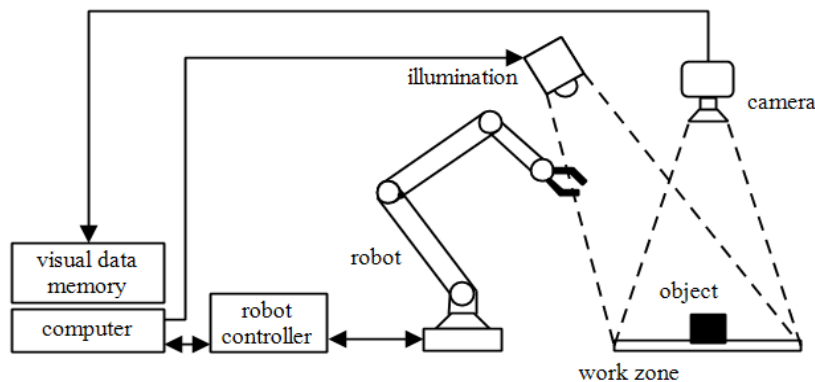 illumination
camera
robot
visual data
memory
computer
robot
controller
object
work zone